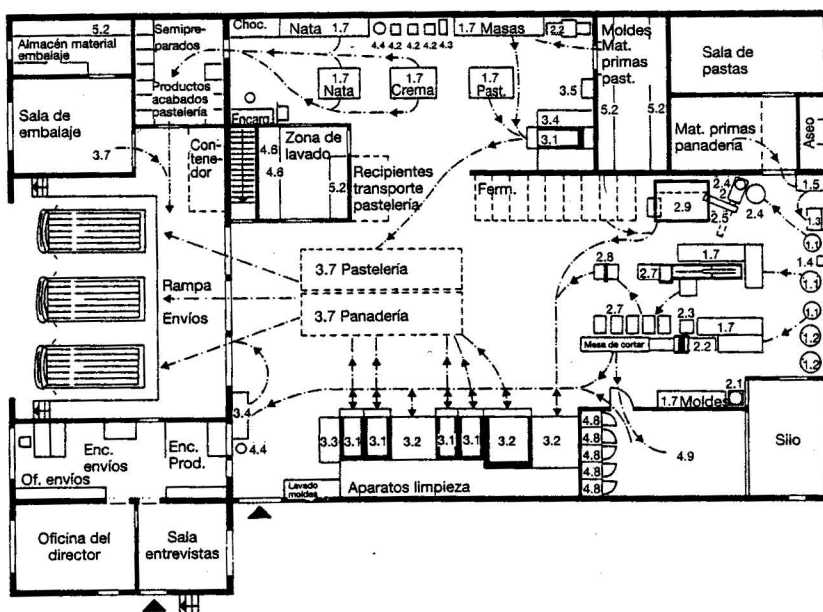 5.2
Almacén material
embalaje
Semipre-
parados
Productos
acabados
pastelería
Sala de
embalaje
3.7
Con-
tene-
dor
Choc.
Nata 1.7
4.4 4.2 4.2 4.2 4.3
1.7 Masas
2.2
1.7
Nata
1.7
Crema
1.7
Past.
3.5
3.4
3.1
Encarg.
4.6
4.6
Zona de
lavado
5.2
Recipientes
transporte
pastelería
Moldes
Mat.
primas
past.
5.2
5.2
Sala de
pastas
Mat. primas
panadería
Aseo
Ferm.
2.9
2.4
2.5
2.4
1.5
1.3
1.1
1.4
1.1
1.1
1.2
1.2
2.8
2.7
1.7
2.7
2.3
1.7
Mesa de cortar
2.2
2.1
1.7 Moldes
3.7 Pastelería
3.7 Panadería
Rampa
Envíos
3.4
4.4
3.3 3.1 3.1 3.2 3.1 3.1 3.2 3.2
4.8
4.8
4.8
4.8
4.8
4.9
Silo
Lavado
moldes
Aparatos limpieza
Of. envíos
Enc.
envíos
Enc.
Prod.
Oficina del
director
Sala
entrevistas